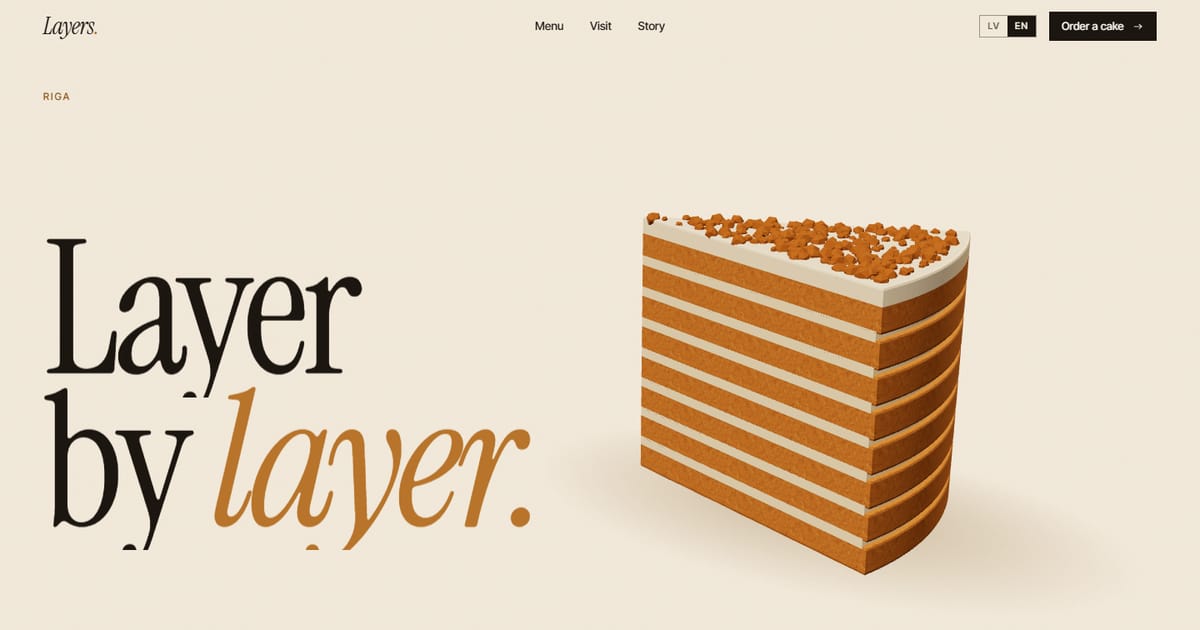 Layers.
Menu Visit Story
LV EN
Order a cake →
RIGA
Layer
by layer.